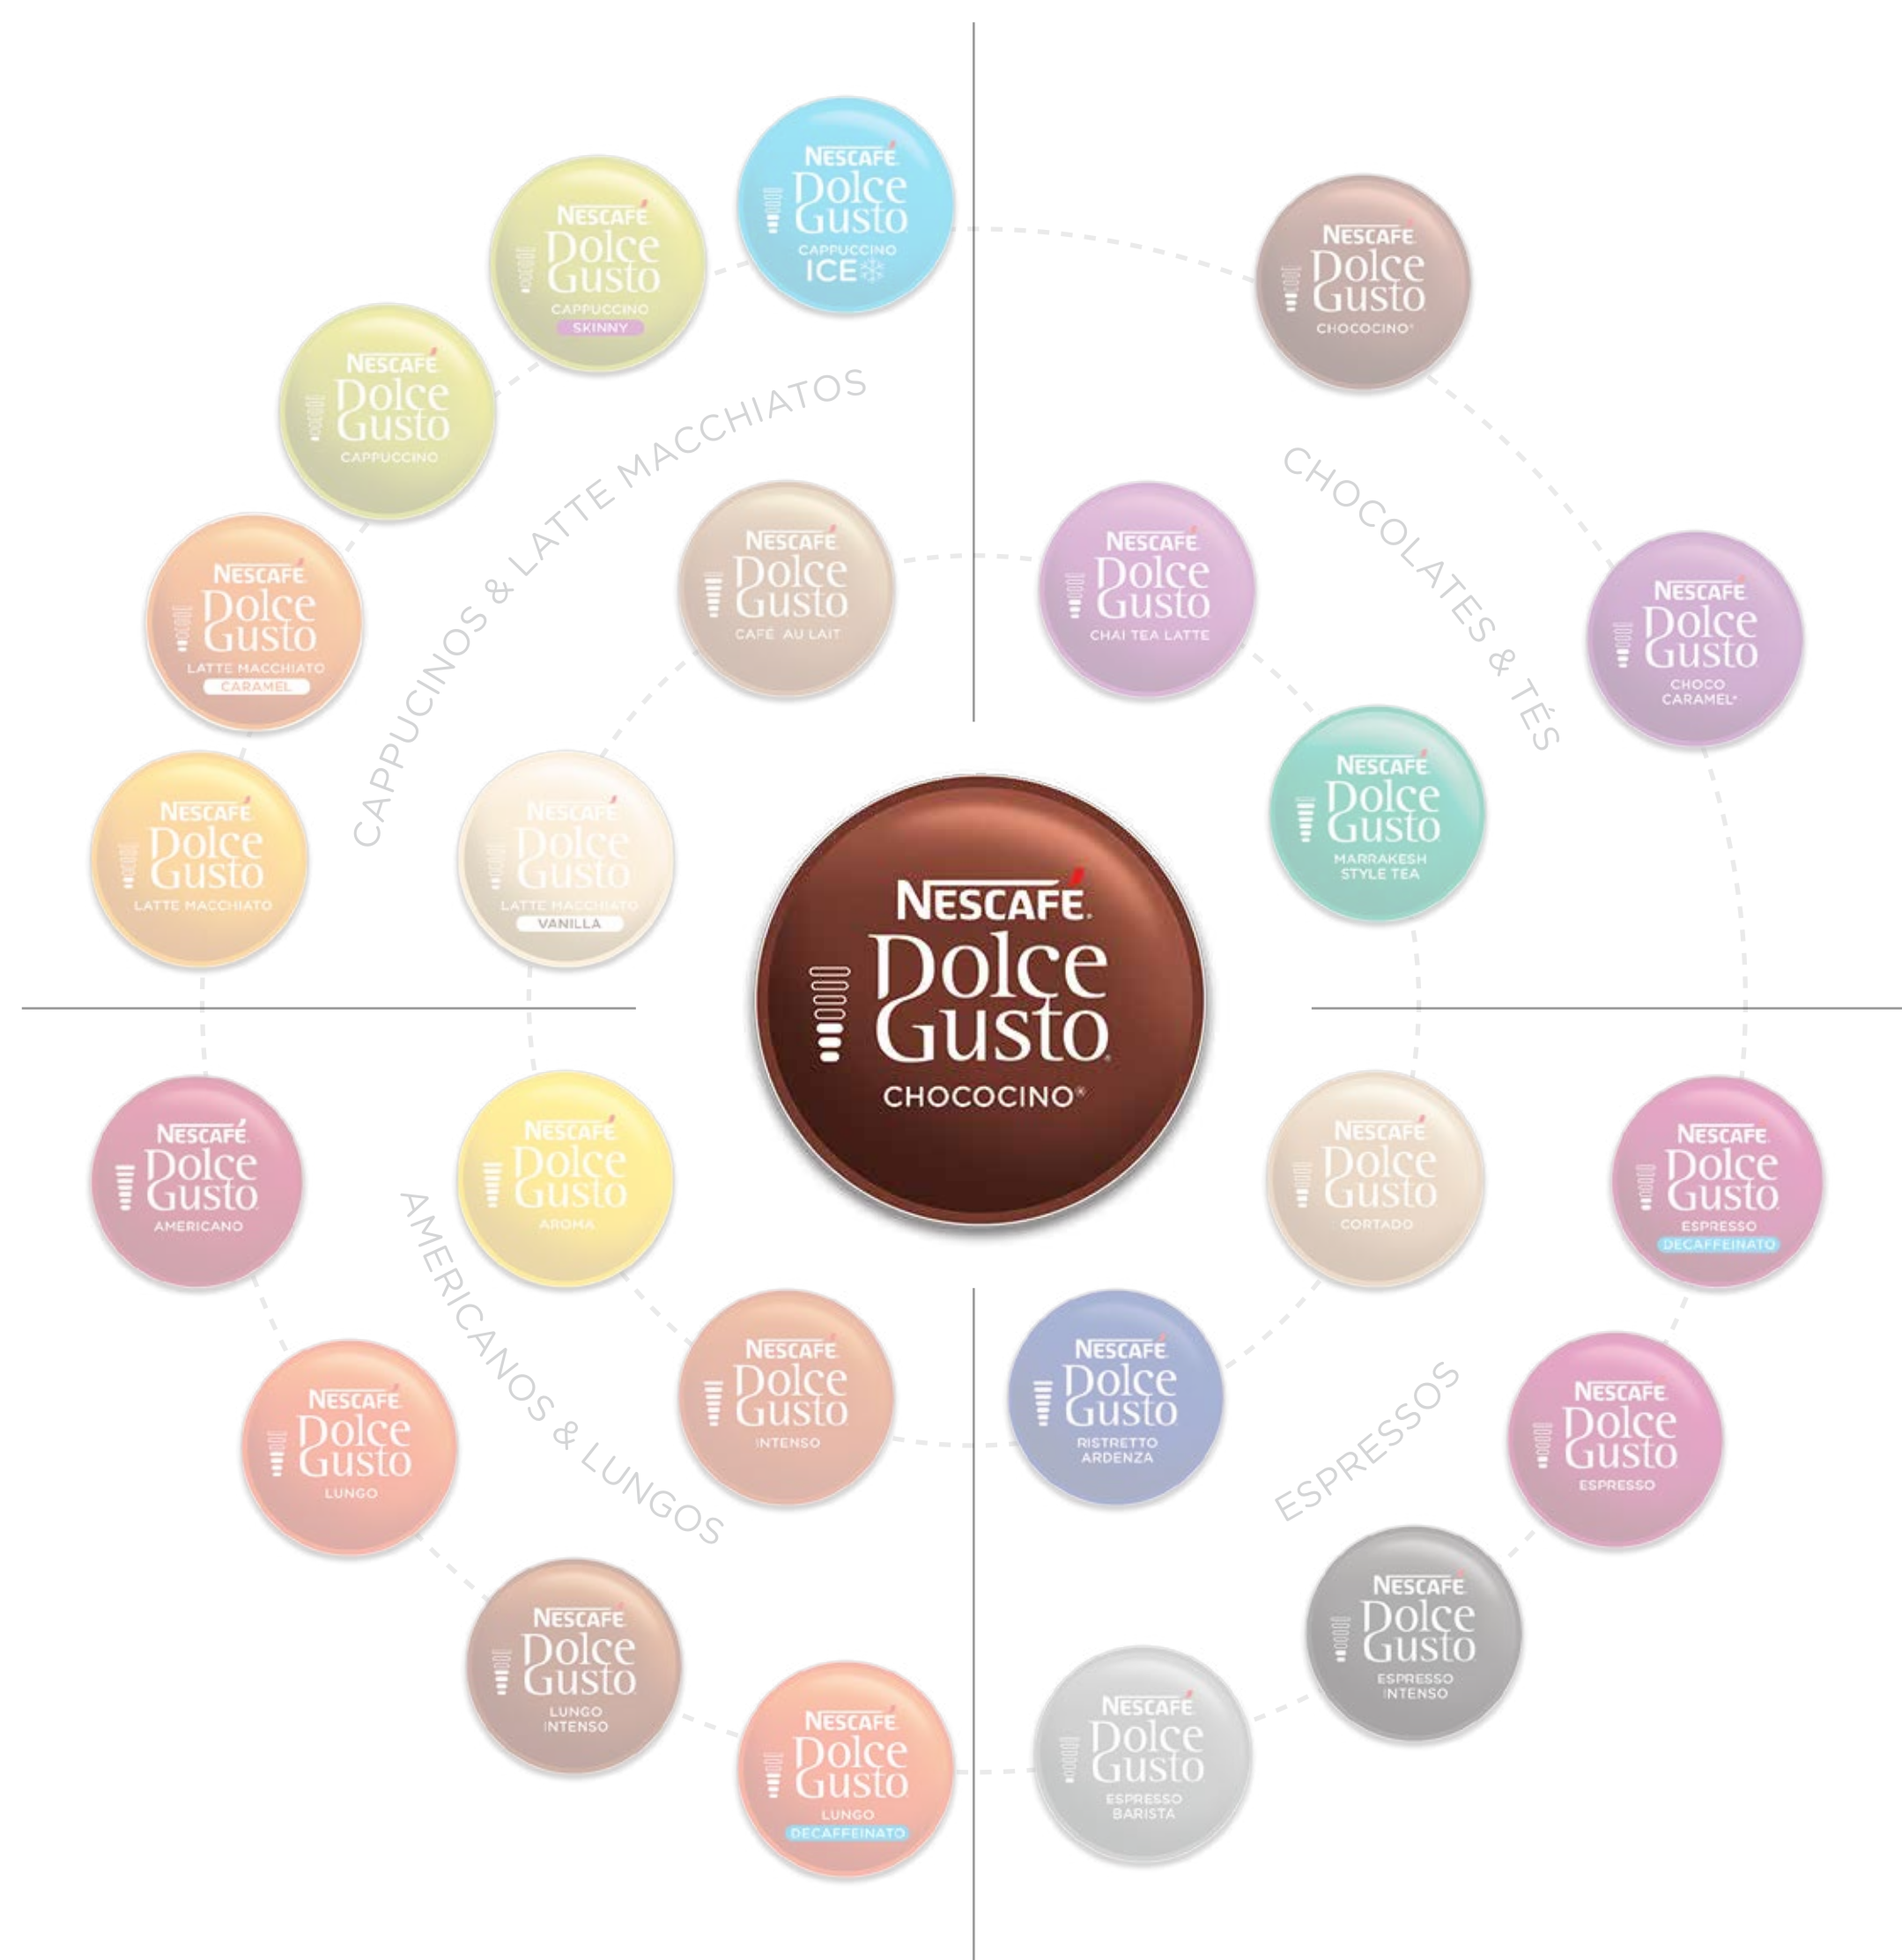 NESCAFÉ.
Dolce
Gusto
CAPPUCCINO
ICE
NESCAFÉ
Dolce
Gusto
CAPPUCCINO
SKINNY
NESCAFÉ
Dolce
Gusto
CAPPUCCINO
NESCAFÉ
Dolce
Gusto
LATTE MACCHIATO
CARAMEL
NESCAFÉ
Dolce
Gusto
LATTE MACCHIATO
CAPPUCINOS & LATTE MACCHIATOS
NESCAFÉ.
Dolce
Gusto
CAFÉ AU LAIT
NESCAFÉ
Dolce
Gusto
LATTE MACCHIATO
VANILLA
NESCAFÉ.
Dolce
Gusto
CHOCOCINO*
NESCAFÉ.
Dolce
Gusto
CHOCO
CARAMEL*
CHOCOLATES & TÉS
NESCAFÉ.
Dolce
Gusto
CHAI TEA LATTE
NESCAFÉ
Dolce
Gusto
MARRAKESH
STYLE TEA
NESCAFÉ.
Dolce
Gusto®
CHOCOCINO®
NESCAFÉ
Dolce
Gusto
AMERICANO
NESCAFÉ
Dolce
Gusto
AROMA
NESCAFÉ
Dolce
Gusto
LUNGO
AMERICANOS & LUNGOS
NESCAFÉ.
Dolce
Gusto
INTENSO
NESCAFÉ
Dolce
Gusto
LUNGO
INTENSO
NESCAFÉ
Dolce
Gusto
LUNGO
DECAFFEINATO
NESCAFÉ
Dolce
Gusto
CORTADO
NESCAFÉ.
Dolce
Gusto
ESPRESSO
DECAFFEINATO
NESCAFÉ.
Dolce
Gusto
RISTRETTO
ARDENZA
ESPRESSOS
NESCAFÉ
Dolce
Gusto
ESPRESSO
NESCAFÉ
Dolce
Gusto
ESPRESSO
INTENSO
NESCAFÉ.
Dolce
Gusto
ESPRESSO
BARISTA